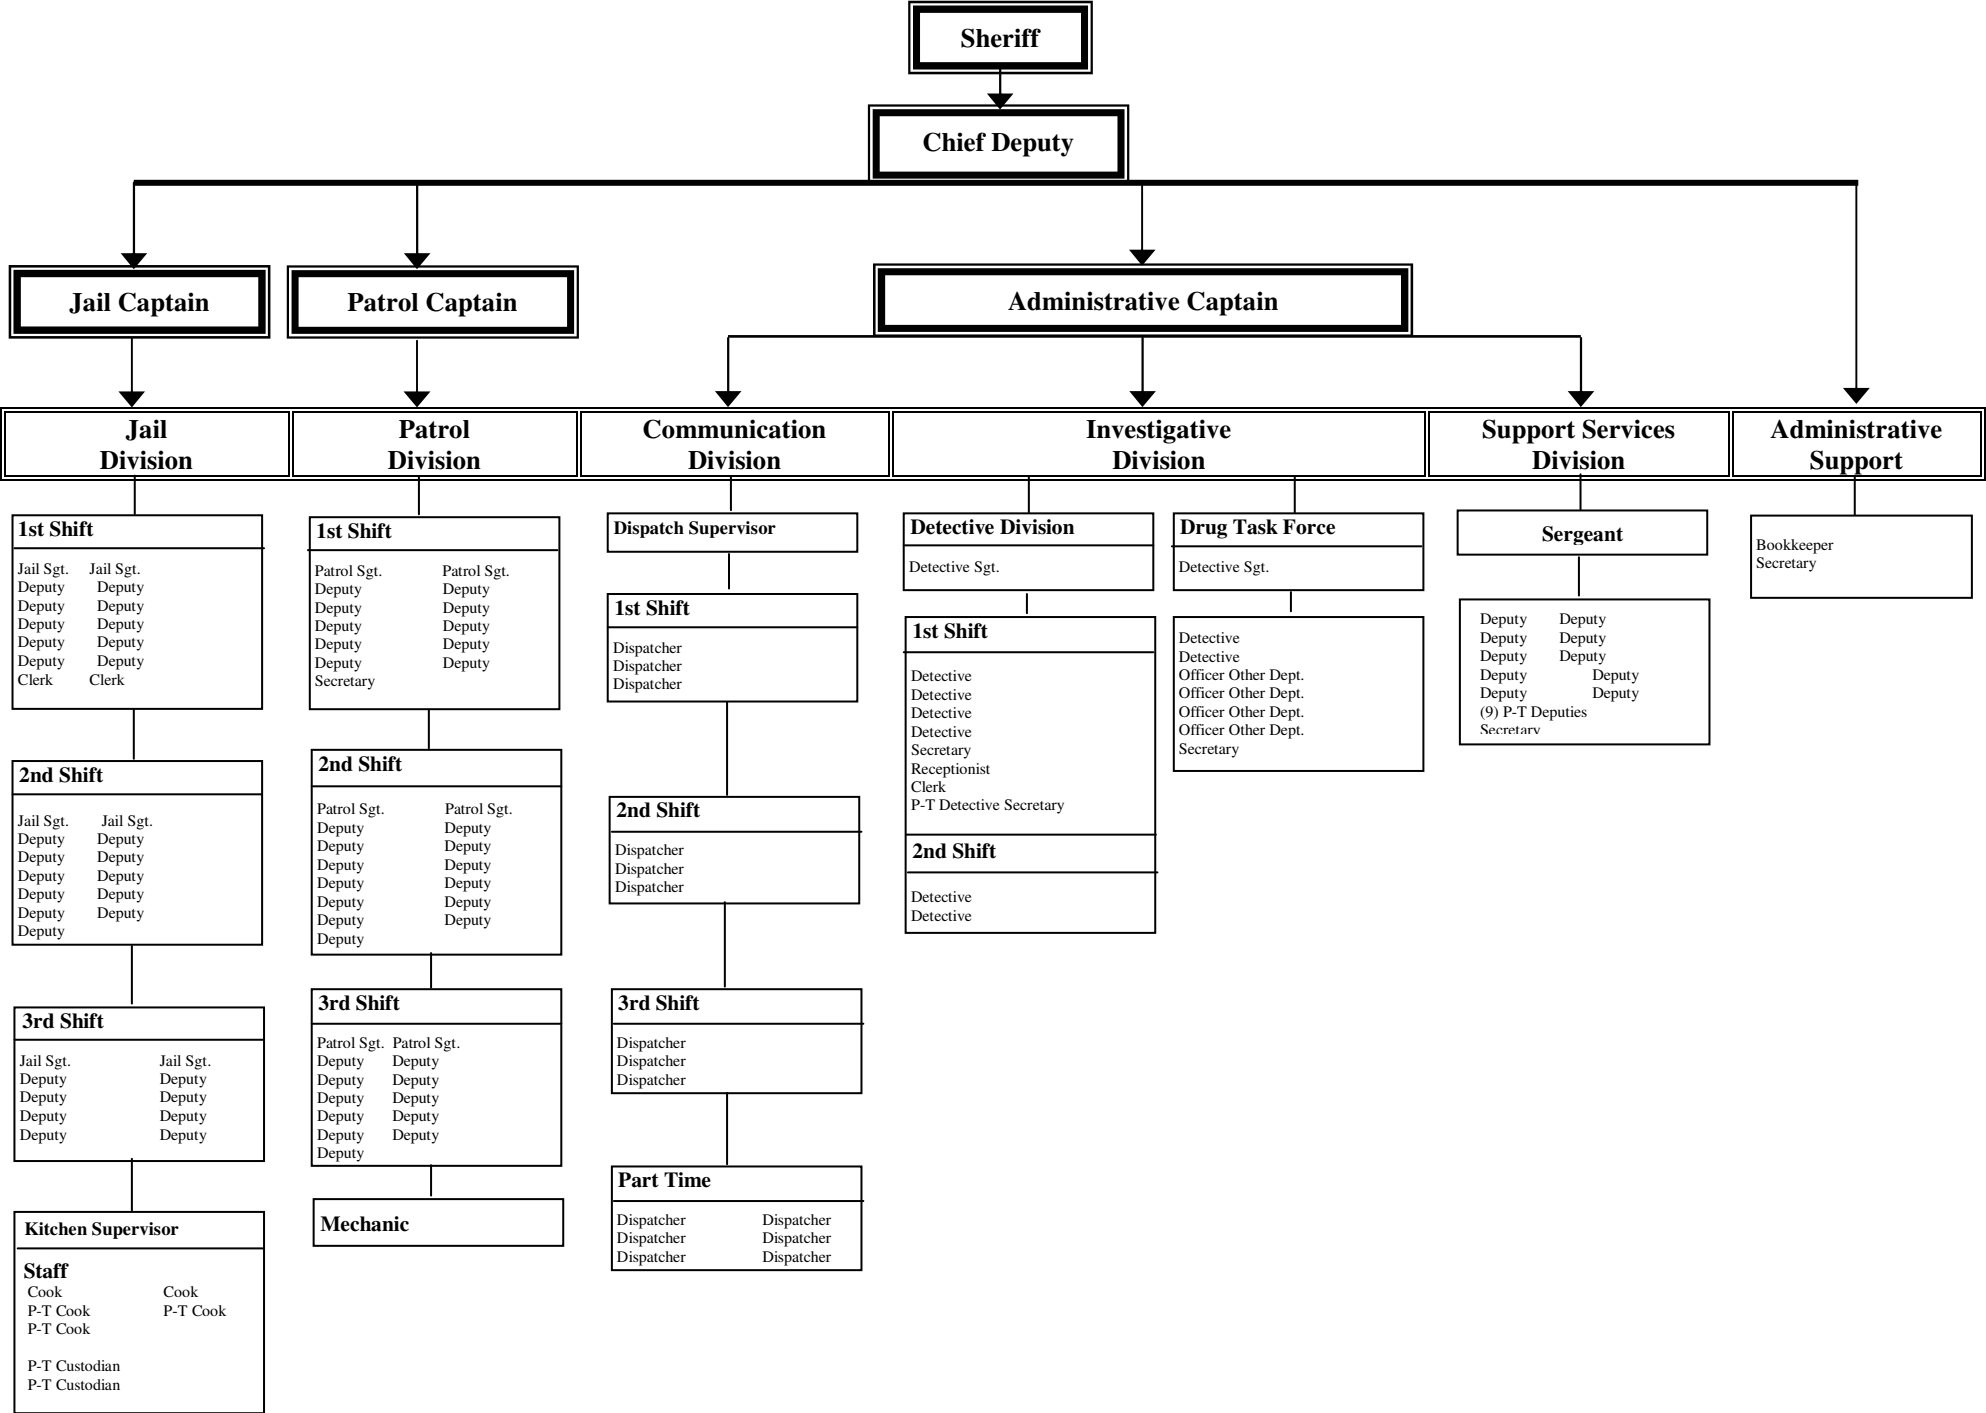 Sheriff
Chief Deputy
Jail Captain
Patrol Captain
Administrative Captain
Jail
Division
Patrol
Division
Communication
Division
Investigative
Division
Support Services
Division
Administrative
Support
1st Shift
Jail Sgt. Jail Sgt.
Deputy Deputy
Deputy Deputy
Deputy Deputy
Deputy Deputy
Deputy Deputy
Clerk Clerk
2nd Shift
Jail Sgt. Jail Sgt.
Deputy Deputy
Deputy Deputy
Deputy Deputy
Deputy Deputy
Deputy Deputy
Deputy
3rd Shift
Jail Sgt. Jail Sgt.
Deputy Deputy
Deputy Deputy
Deputy Deputy
Deputy Deputy
Kitchen Supervisor
Staff
Cook Cook
P-T Cook P-T Cook
P-T Cook
P-T Custodian
P-T Custodian
1st Shift
Patrol Sgt. Patrol Sgt.
Deputy Deputy
Deputy Deputy
Deputy Deputy
Deputy Deputy
Deputy Deputy
Secretary
2nd Shift
Patrol Sgt. Patrol Sgt.
Deputy Deputy
Deputy Deputy
Deputy Deputy
Deputy Deputy
Deputy Deputy
Deputy Deputy
Deputy
3rd Shift
Patrol Sgt. Patrol Sgt.
Deputy Deputy
Deputy Deputy
Deputy Deputy
Deputy Deputy
Deputy Deputy
Deputy
Mechanic
Dispatch Supervisor
1st Shift
Dispatcher
Dispatcher
Dispatcher
2nd Shift
Dispatcher
Dispatcher
Dispatcher
3rd Shift
Dispatcher
Dispatcher
Dispatcher
Part Time
Dispatcher Dispatcher
Dispatcher Dispatcher
Dispatcher Dispatcher
Detective Division
Detective Sgt.
1st Shift
Detective
Detective
Detective
Detective
Secretary
Receptionist
Clerk
P-T Detective Secretary
2nd Shift
Detective
Detective
Drug Task Force
Detective Sgt.
Detective
Detective
Officer Other Dept.
Officer Other Dept.
Officer Other Dept.
Officer Other Dept.
Secretary
Sergeant
Deputy Deputy
Deputy Deputy
Deputy Deputy
Deputy Deputy
Deputy Deputy
(9) P-T Deputies
Secretary
Bookkeeper
Secretary